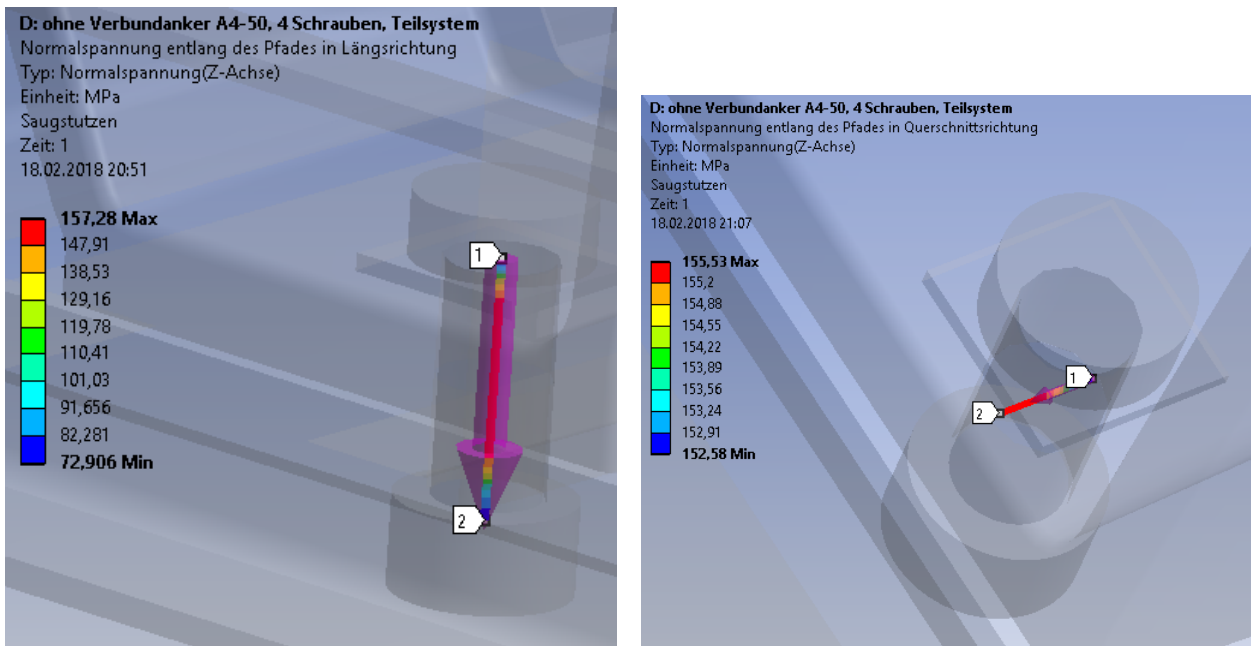 D: ohne Verbundanker A4-50, 4 Schrauben, Teilsystem
Normalspannung entlang des Pfades in Längsrichtung
Typ: Normalspannung(Z-Achse)
Einheit: MPa
Saugstutzen
Zeit: 1
18.02.2018 20:51
157,28 Max
147,91
138,53
129,16
119,78
110,41
101,03
91,656
82,281
72,906 Min
1
2
D: ohne Verbundanker A4-50, 4 Schrauben, Teilsystem
Normalspannung entlang des Pfades in Querschnittsrichtung
Typ: Normalspannung(Z-Achse)
Einheit: MPa
Saugstutzen
Zeit: 1
18.02.2018 21:07
155,53 Max
155,2
154,88
154,55
154,22
153,89
153,56
153,24
152,91
152,58 Min
1
2